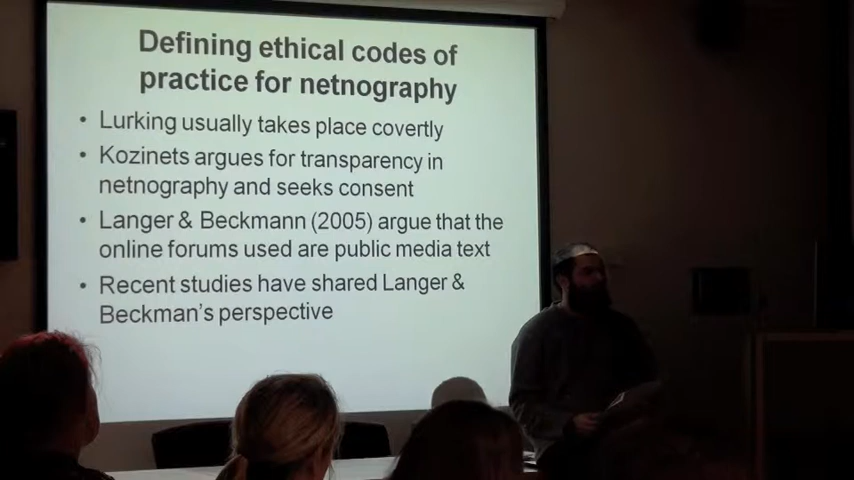 Defining ethical codes of
practice for netnography
• Lurking usually takes place covertly
• Kozinets argues for transparency in
netnography and seeks consent
• Langer & Beckmann (2005) argue that the
online forums used are public media text
• Recent studies have shared Langer &
Beckman's perspective